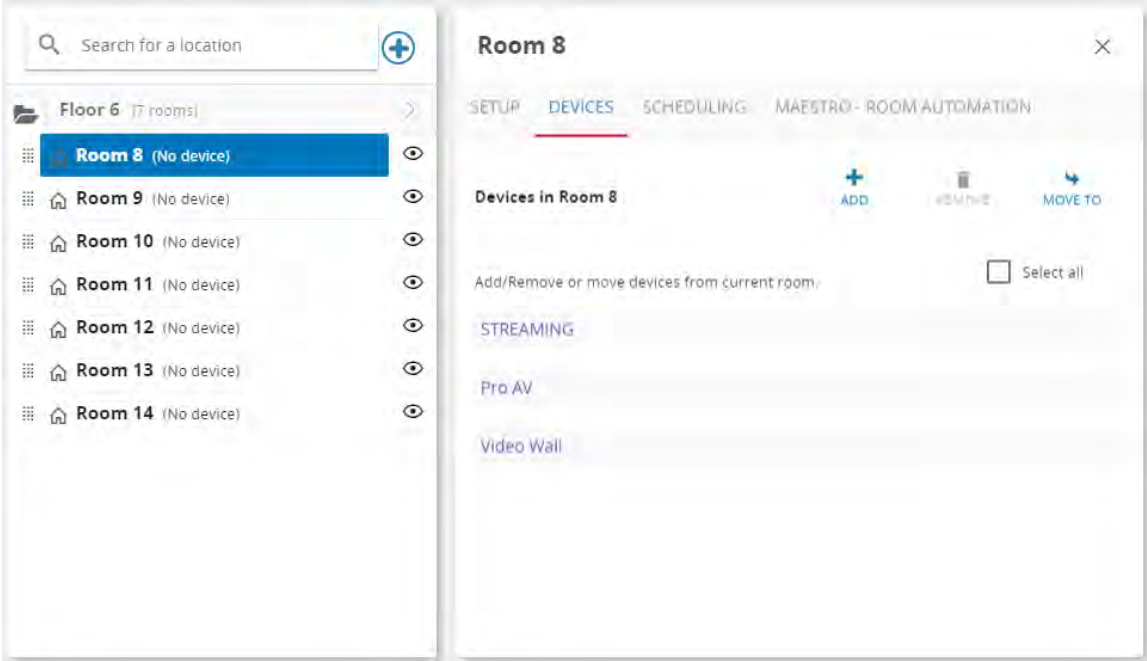 Search for a location
Floor 6 (7 rooms)
Room 8 (No device)
Room 9 (No device)
Room 10 (No device)
Room 11 (No device)
Room 12 (No device)
Room 13 (No device)
Room 14 (No device)
Room 8
SETUP DEVICES SCHEDULING MAESTRO - ROOM AUTOMATION
Devices in Room 8
ADD REMOVE MOVE TO
Add/Remove or move devices from current room.
Select all
STREAMING
Pro AV
Video Wall